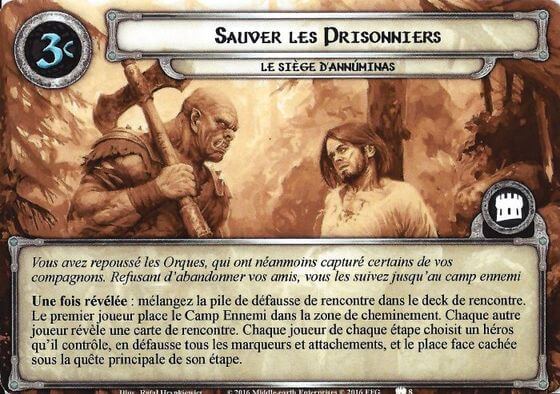 3c
Sauver les Prisonniers
Le Siège d'Annúminas
Vous avez repoussé les Orques, qui ont néanmoins capturé certains de vos
compagnons. Refusant d'abandonner vos amis, vous les suivez jusqu'au camp ennemi
Une fois révélée : mélangez la pile de défausse de rencontre dans le deck de rencontre.
Le premier joueur place le Camp Ennemi dans la zone de cheminement. Chaque autre
joueur révèle une carte de rencontre. Chaque joueur de chaque étape choisit un héros
qu'il contrôle, en défausse tous les marqueurs et attachements, et le place face cachée
sous la quête principale de son étape.
Illus. Rafał Hrynkiewicz © 2016 Middle-earth Enterprises © 2016 FFG 8